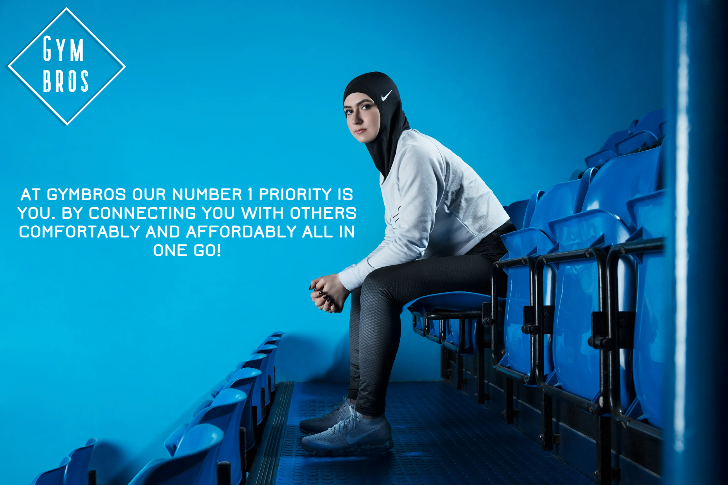 GYM
BROS
AT GYMBROS OUR NUMBER 1 PRIORITY IS
YOU. BY CONNECTING YOU WITH OTHERS
COMFORTABLY AND AFFORDABLY ALL IN
ONE GO!